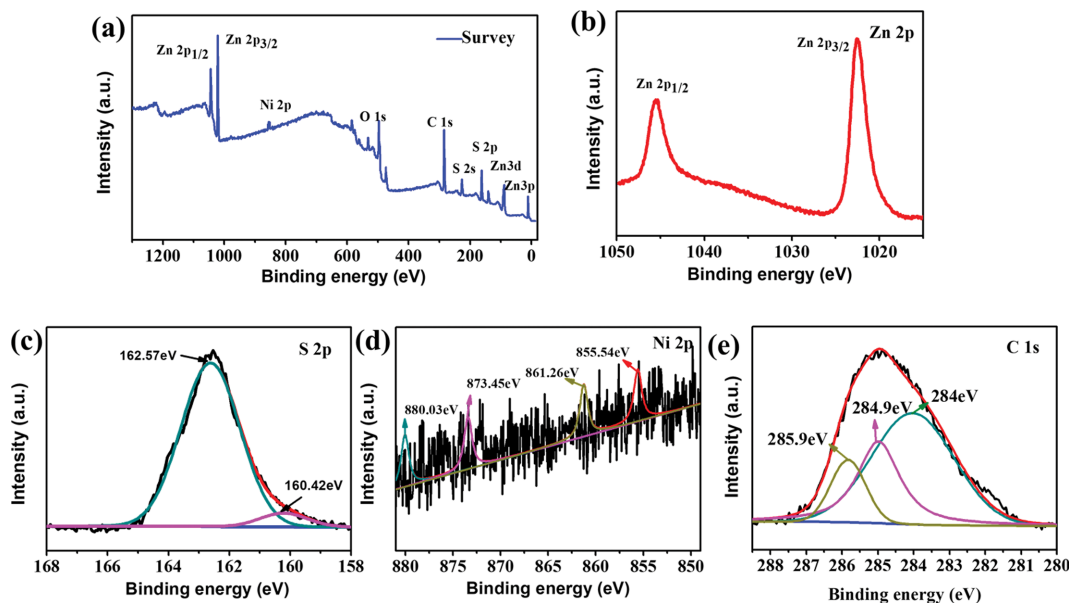 (a)
Survey
Zn 2p1/2
Zn 2p3/2
Ni 2p
O 1s
C 1s
S 2s
S 2p
Zn3d
Zn3p
Intensity (a.u.)
1200 1000 800 600 400 200 0
Binding energy (eV)
(b)
Zn 2p
Zn 2p3/2
Zn 2p1/2
Intensity (a.u.)
1050 1040 1030 1020
Binding energy (eV)
(c)
S 2p
162.57eV
160.42eV
Intensity (a.u.)
168 166 164 162 160 158
Binding energy (eV)
(d)
Ni 2p
855.54eV
861.26eV
873.45eV
880.03eV
Intensity (a.u.)
880 875 870 865 860 855 850
Binding energy (eV)
(e)
C 1s
284eV
284.9eV
285.9eV
Intensity (a.u.)
288 287 286 285 284 283 282 281 280
Binding energy (eV)